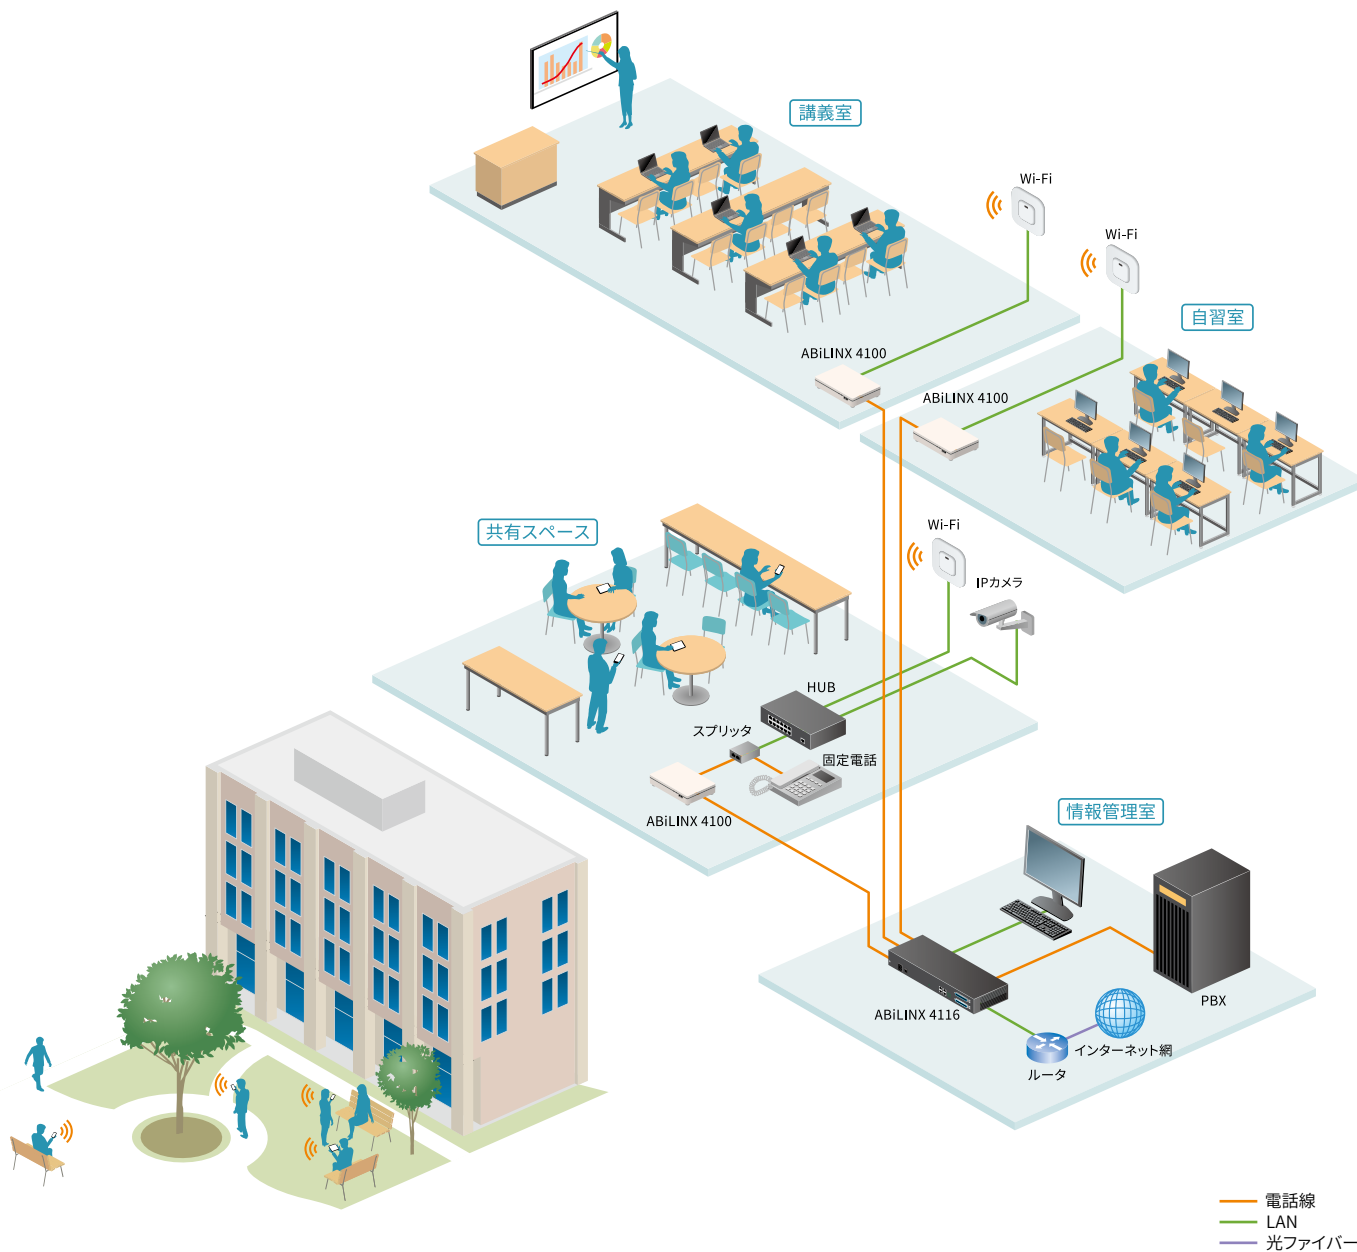 講義室
Wi-Fi
Wi-Fi
自習室
ABiLINX 4100
ABiLINX 4100
共有スペース
Wi-Fi
IPカメラ
HUB
スプリッタ
固定電話
ABiLINX 4100
情報管理室
PBX
ABiLINX 4116
インターネット網
ルータ
電話線
LAN
光ファイバー